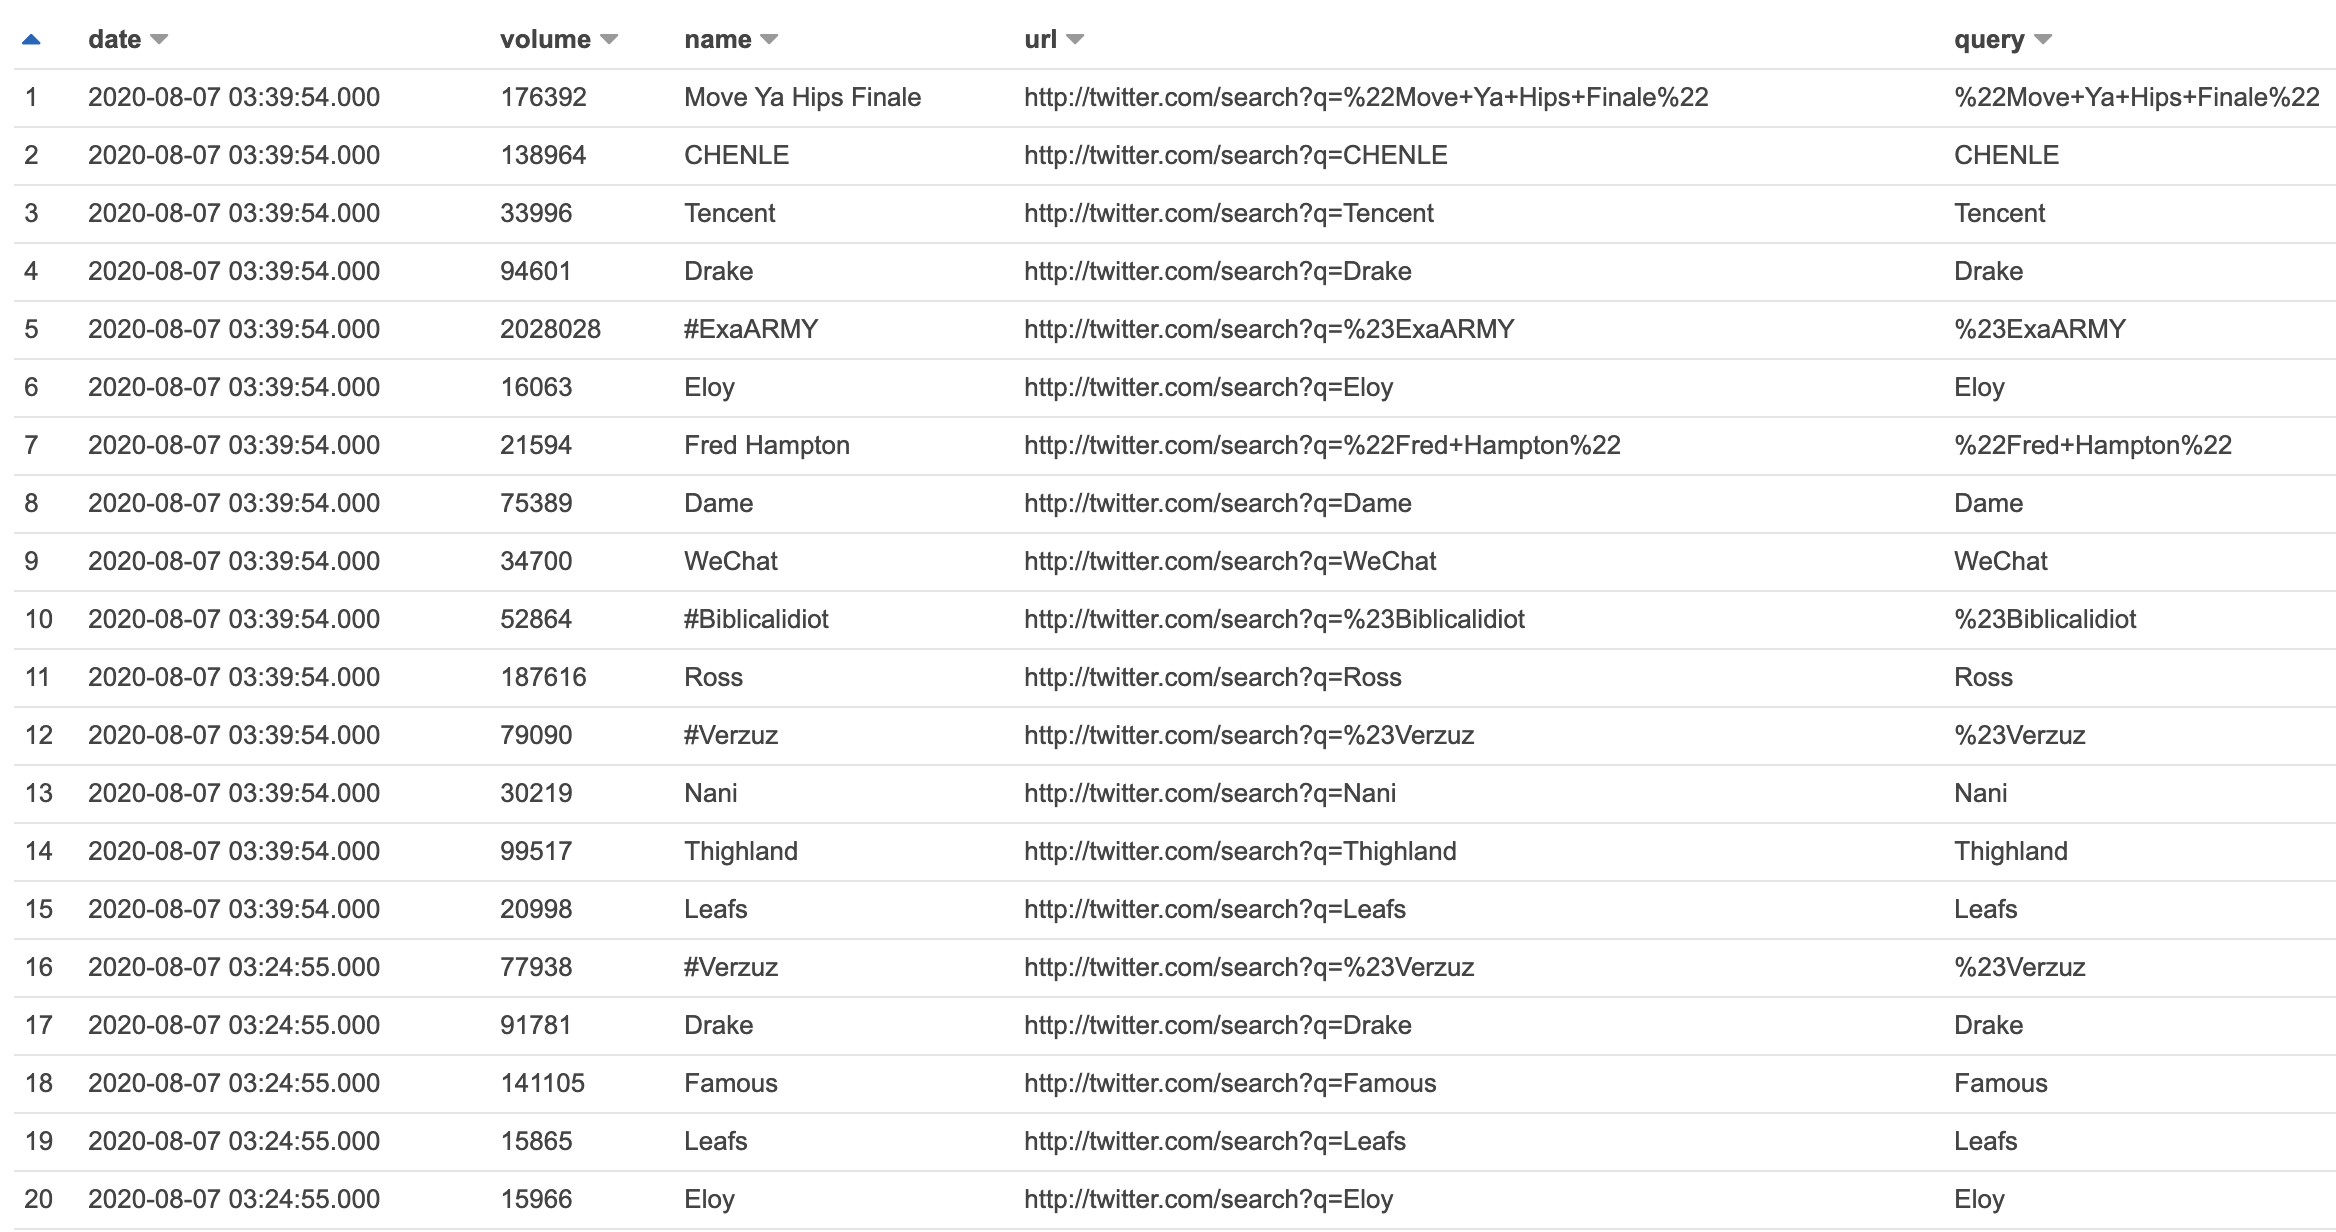 date volume name url query
1 2020-08-07 03:39:54.000 176392 Move Ya Hips Finale http://twitter.com/search?q=%22Move+Ya+Hips+Finale%22 %22Move+Ya+Hips+Finale%22
2 2020-08-07 03:39:54.000 138964 CHENLE http://twitter.com/search?q=CHENLE CHENLE
3 2020-08-07 03:39:54.000 33996 Tencent http://twitter.com/search?q=Tencent Tencent
4 2020-08-07 03:39:54.000 94601 Drake http://twitter.com/search?q=Drake Drake
5 2020-08-07 03:39:54.000 2028028 #ExaARMY http://twitter.com/search?q=%23ExaARMY %23ExaARMY
6 2020-08-07 03:39:54.000 16063 Eloy http://twitter.com/search?q=Eloy Eloy
7 2020-08-07 03:39:54.000 21594 Fred Hampton http://twitter.com/search?q=%22Fred+Hampton%22 %22Fred+Hampton%22
8 2020-08-07 03:39:54.000 75389 Dame http://twitter.com/search?q=Dame Dame
9 2020-08-07 03:39:54.000 34700 WeChat http://twitter.com/search?q=WeChat WeChat
10 2020-08-07 03:39:54.000 52864 #Biblicalidiot http://twitter.com/search?q=%23Biblicalidiot %23Biblicalidiot
11 2020-08-07 03:39:54.000 187616 Ross http://twitter.com/search?q=Ross Ross
12 2020-08-07 03:39:54.000 79090 #Verzuz http://twitter.com/search?q=%23Verzuz %23Verzuz
13 2020-08-07 03:39:54.000 30219 Nani http://twitter.com/search?q=Nani Nani
14 2020-08-07 03:39:54.000 99517 Thighland http://twitter.com/search?q=Thighland Thighland
15 2020-08-07 03:39:54.000 20998 Leafs http://twitter.com/search?q=Leafs Leafs
16 2020-08-07 03:24:55.000 77938 #Verzuz http://twitter.com/search?q=%23Verzuz %23Verzuz
17 2020-08-07 03:24:55.000 91781 Drake http://twitter.com/search?q=Drake Drake
18 2020-08-07 03:24:55.000 141105 Famous http://twitter.com/search?q=Famous Famous
19 2020-08-07 03:24:55.000 15865 Leafs http://twitter.com/search?q=Leafs Leafs
20 2020-08-07 03:24:55.000 15966 Eloy http://twitter.com/search?q=Eloy Eloy